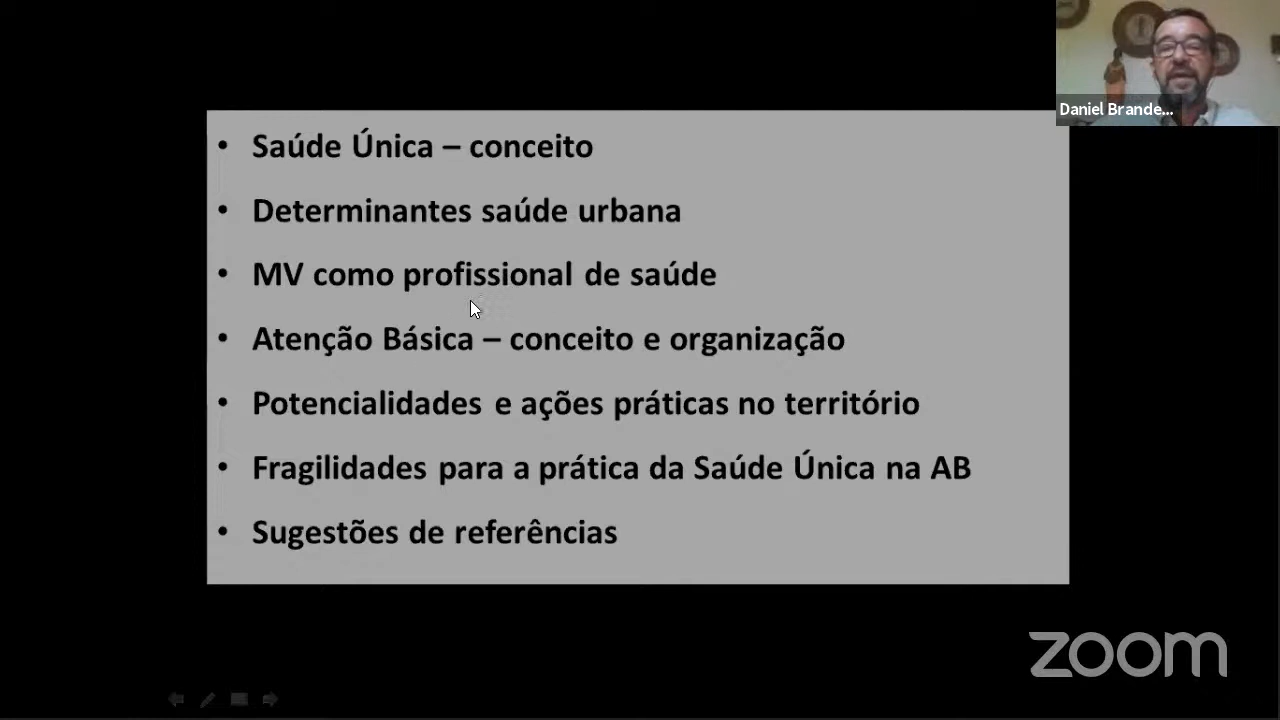 Daniel Brande...
• Saúde Única – conceito
• Determinantes saúde urbana
• MV como profissional de saúde
• Atenção Básica – conceito e organização
• Potencialidades e ações práticas no território
• Fragilidades para a prática da Saúde Única na AB
• Sugestões de referências
zoom